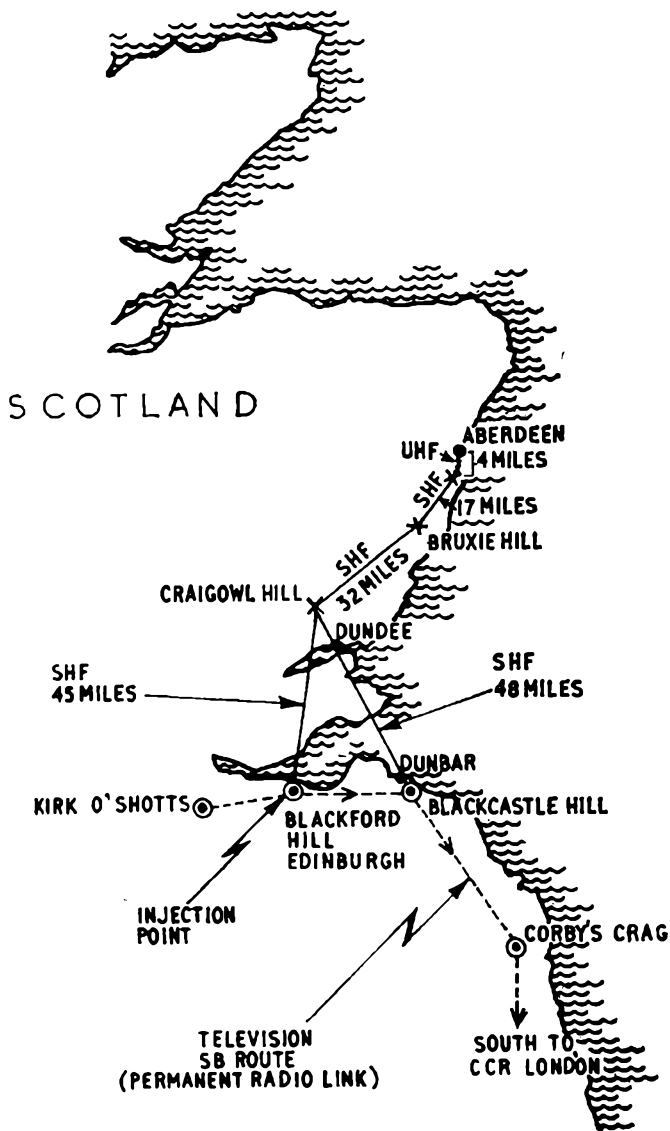 SCOTLAND
ABERDEEN
UHF
4 MILES
SHF
17 MILES
BRUXIE HILL
SHF
32 MILES
CRAIGOWL HILL
DUNDEE
SHF
45 MILES
SHF
48 MILES
DUNBAR
KIRK O'SHOTTS
BLACKCASTLE HILL
BLACKFORD
HILL
EDINBURGH
INJECTION
POINT
CORBY'S CRAG
TELEVISION
SB ROUTE
(PERMANENT RADIO LINK)
SOUTH TO
CCR LONDON